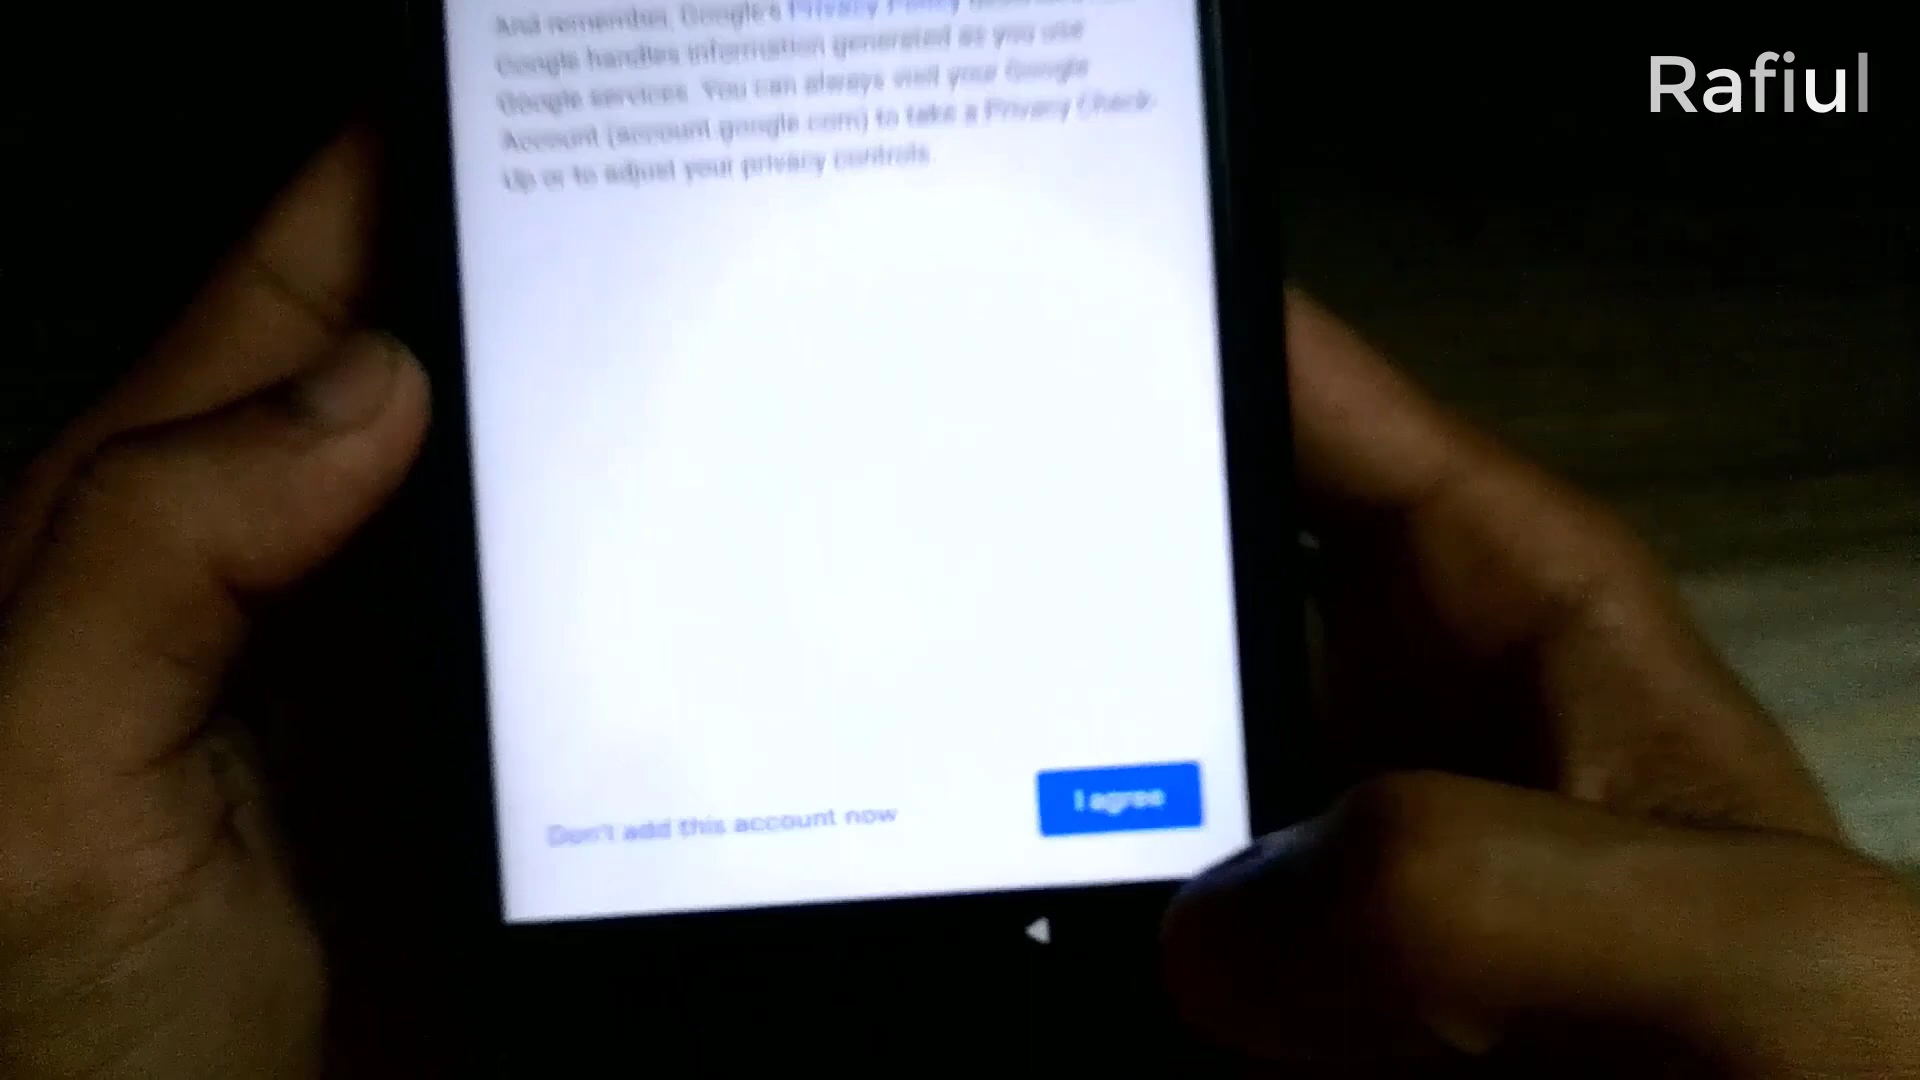 And remember, Google's Privacy Policy
Google handles information generated as you use
Google services. You can always visit your Google
Account (account.google.com) to take a Privacy Check-
Up or to adjust your privacy controls.
Don't add this account now
I agree
Rafiul